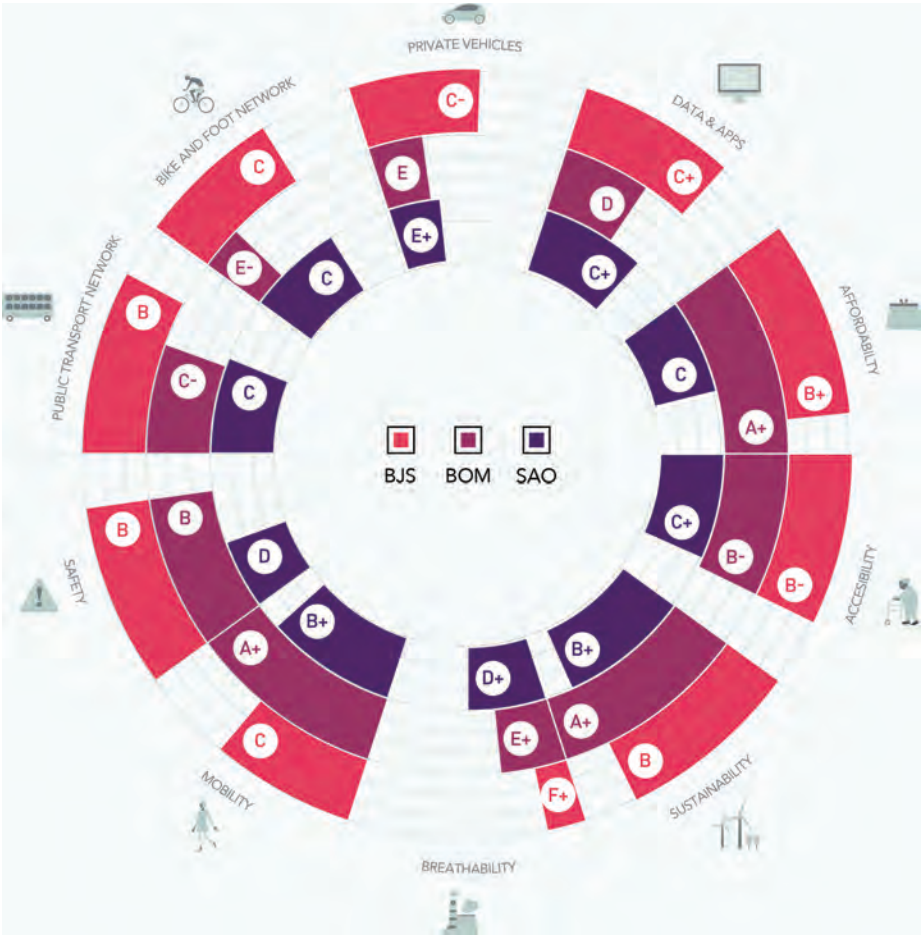 PRIVATE VEHICLES
C-
E
E+
DATA & APPS
C+
D
C+
AFFORDABILTY
B+
A+
C
ACCESIBILITY
B-
B-
C+
SUSTAINABILITY
B
A+
B+
BREATHABILITY
F+
E+
D+
MOBILITY
C
A+
B+
SAFETY
B
B
D
PUBLIC TRANSPORT NETWORK
B
C-
C
BIKE AND FOOT NETWORK
C
E-
C
BJS BOM SAO